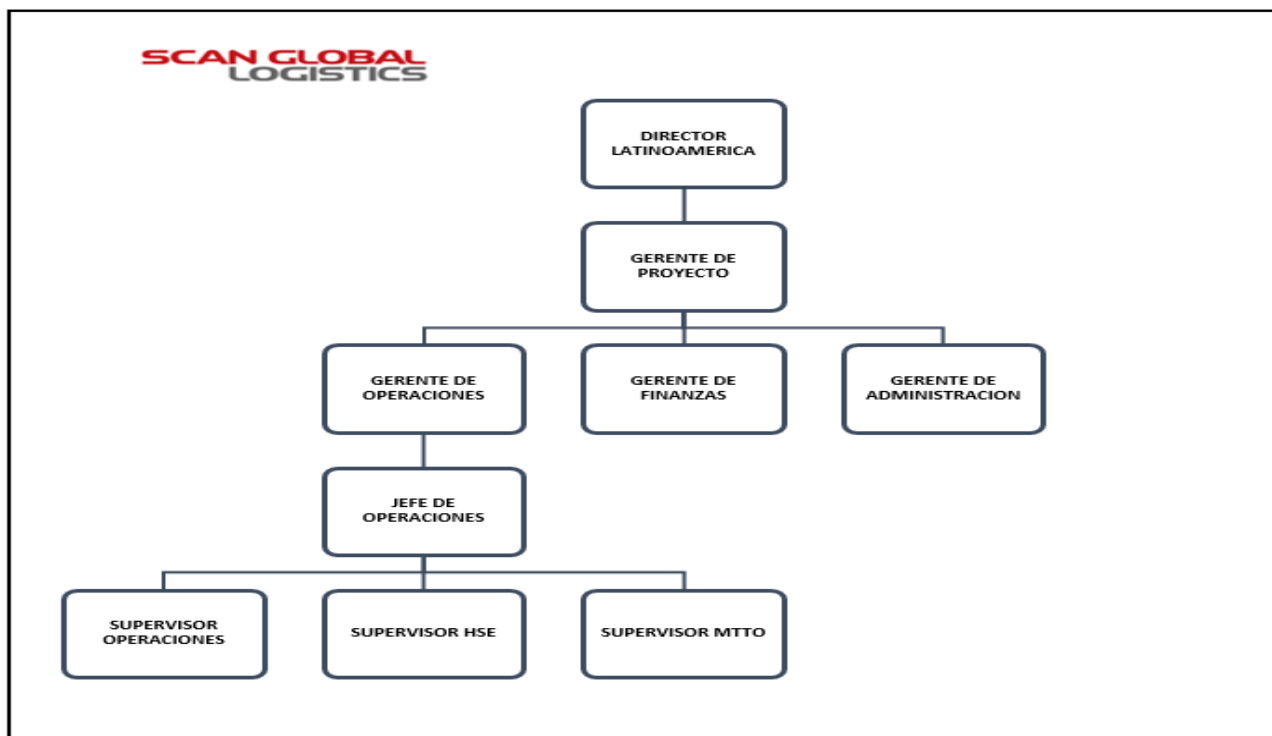 SCAN GLOBAL
LOGISTICS
DIRECTOR
LATINOAMERICA
GERENTE DE
PROYECTO
GERENTE DE
OPERACIONES
GERENTE DE
FINANZAS
GERENTE DE
ADMINISTRACION
JEFE DE
OPERACIONES
SUPERVISOR
OPERACIONES
SUPERVISOR HSE
SUPERVISOR MTTO